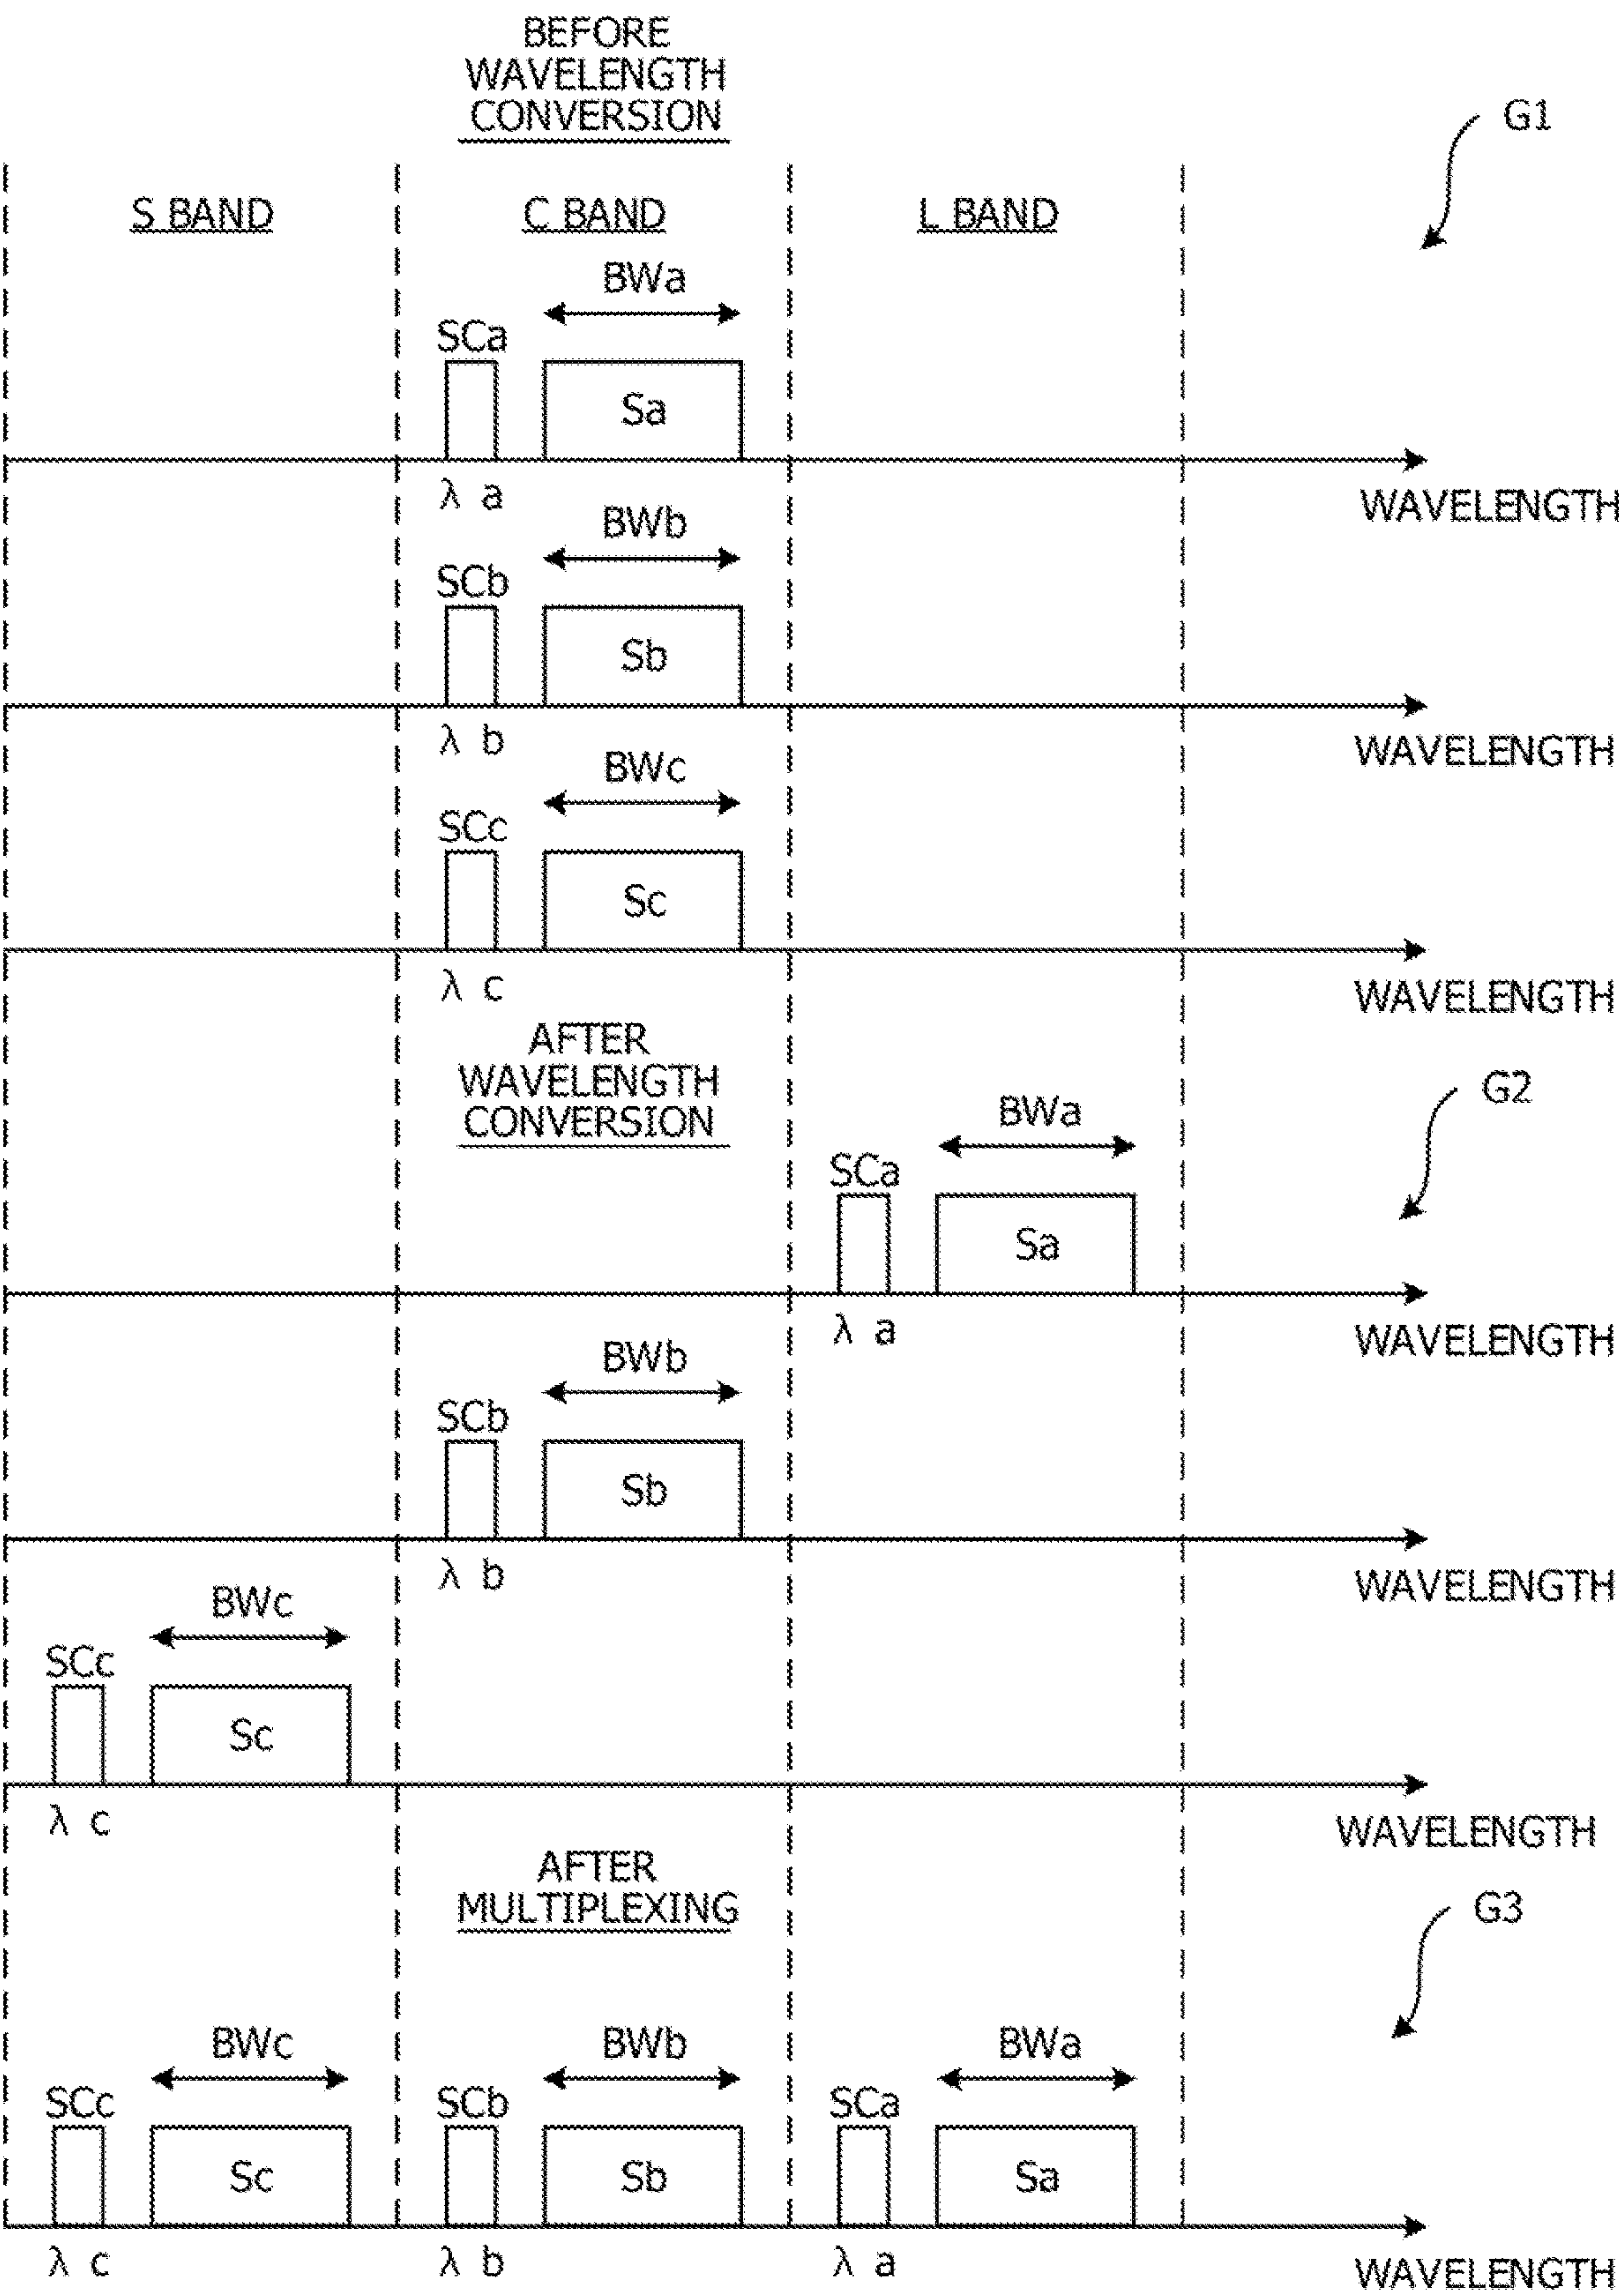 BEFORE
WAVELENGTH
CONVERSION
G1
S BAND
C BAND
L BAND
BWa
SCa
Sa
λ a
WAVELENGTH
BWb
SCb
Sb
λ b
WAVELENGTH
BWc
SCc
Sc
λ c
WAVELENGTH
AFTER
WAVELENGTH
CONVERSION
G2
BWa
SCa
Sa
λ a
WAVELENGTH
BWb
SCb
Sb
λ b
WAVELENGTH
BWc
SCc
Sc
λ c
WAVELENGTH
AFTER
MULTIPLEXING
G3
BWc
BWb
BWa
SCc
SCb
SCa
Sc
Sb
Sa
λ c
λ b
λ a
WAVELENGTH